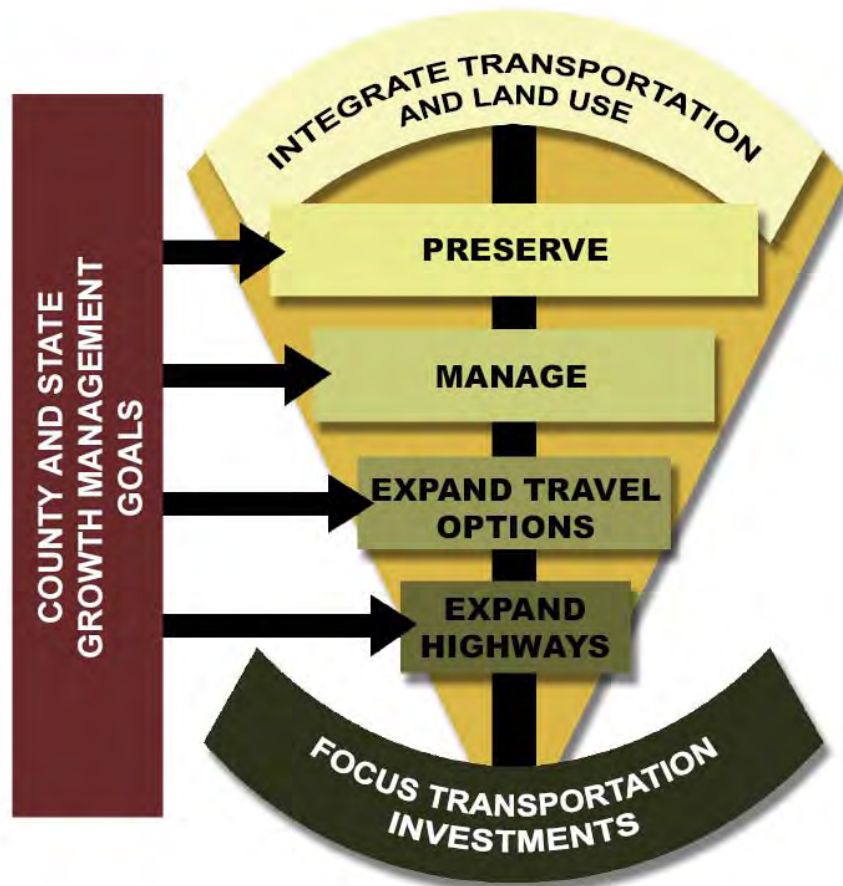 COUNTY AND STATE
GROWTH MANAGEMENT
GOALS
INTEGRATE TRANSPORTATION
AND LAND USE
PRESERVE
MANAGE
EXPAND TRAVEL
OPTIONS
EXPAND
HIGHWAYS
FOCUS TRANSPORTATION
INVESTMENTS